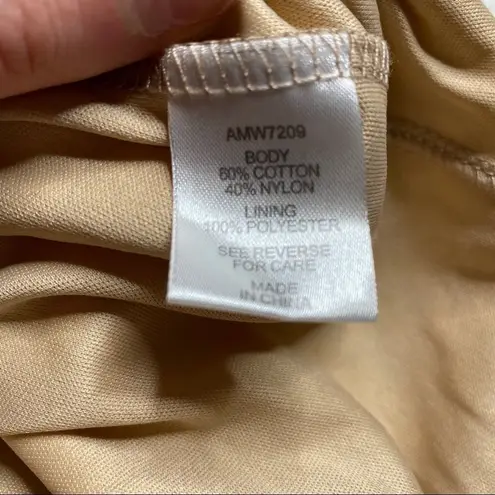 AMW7209
BODY
60% COTTON
40% NYLON
LINING
100% POLYESTER
SEE REVERSE
FOR CARE
MADE
IN CHINA